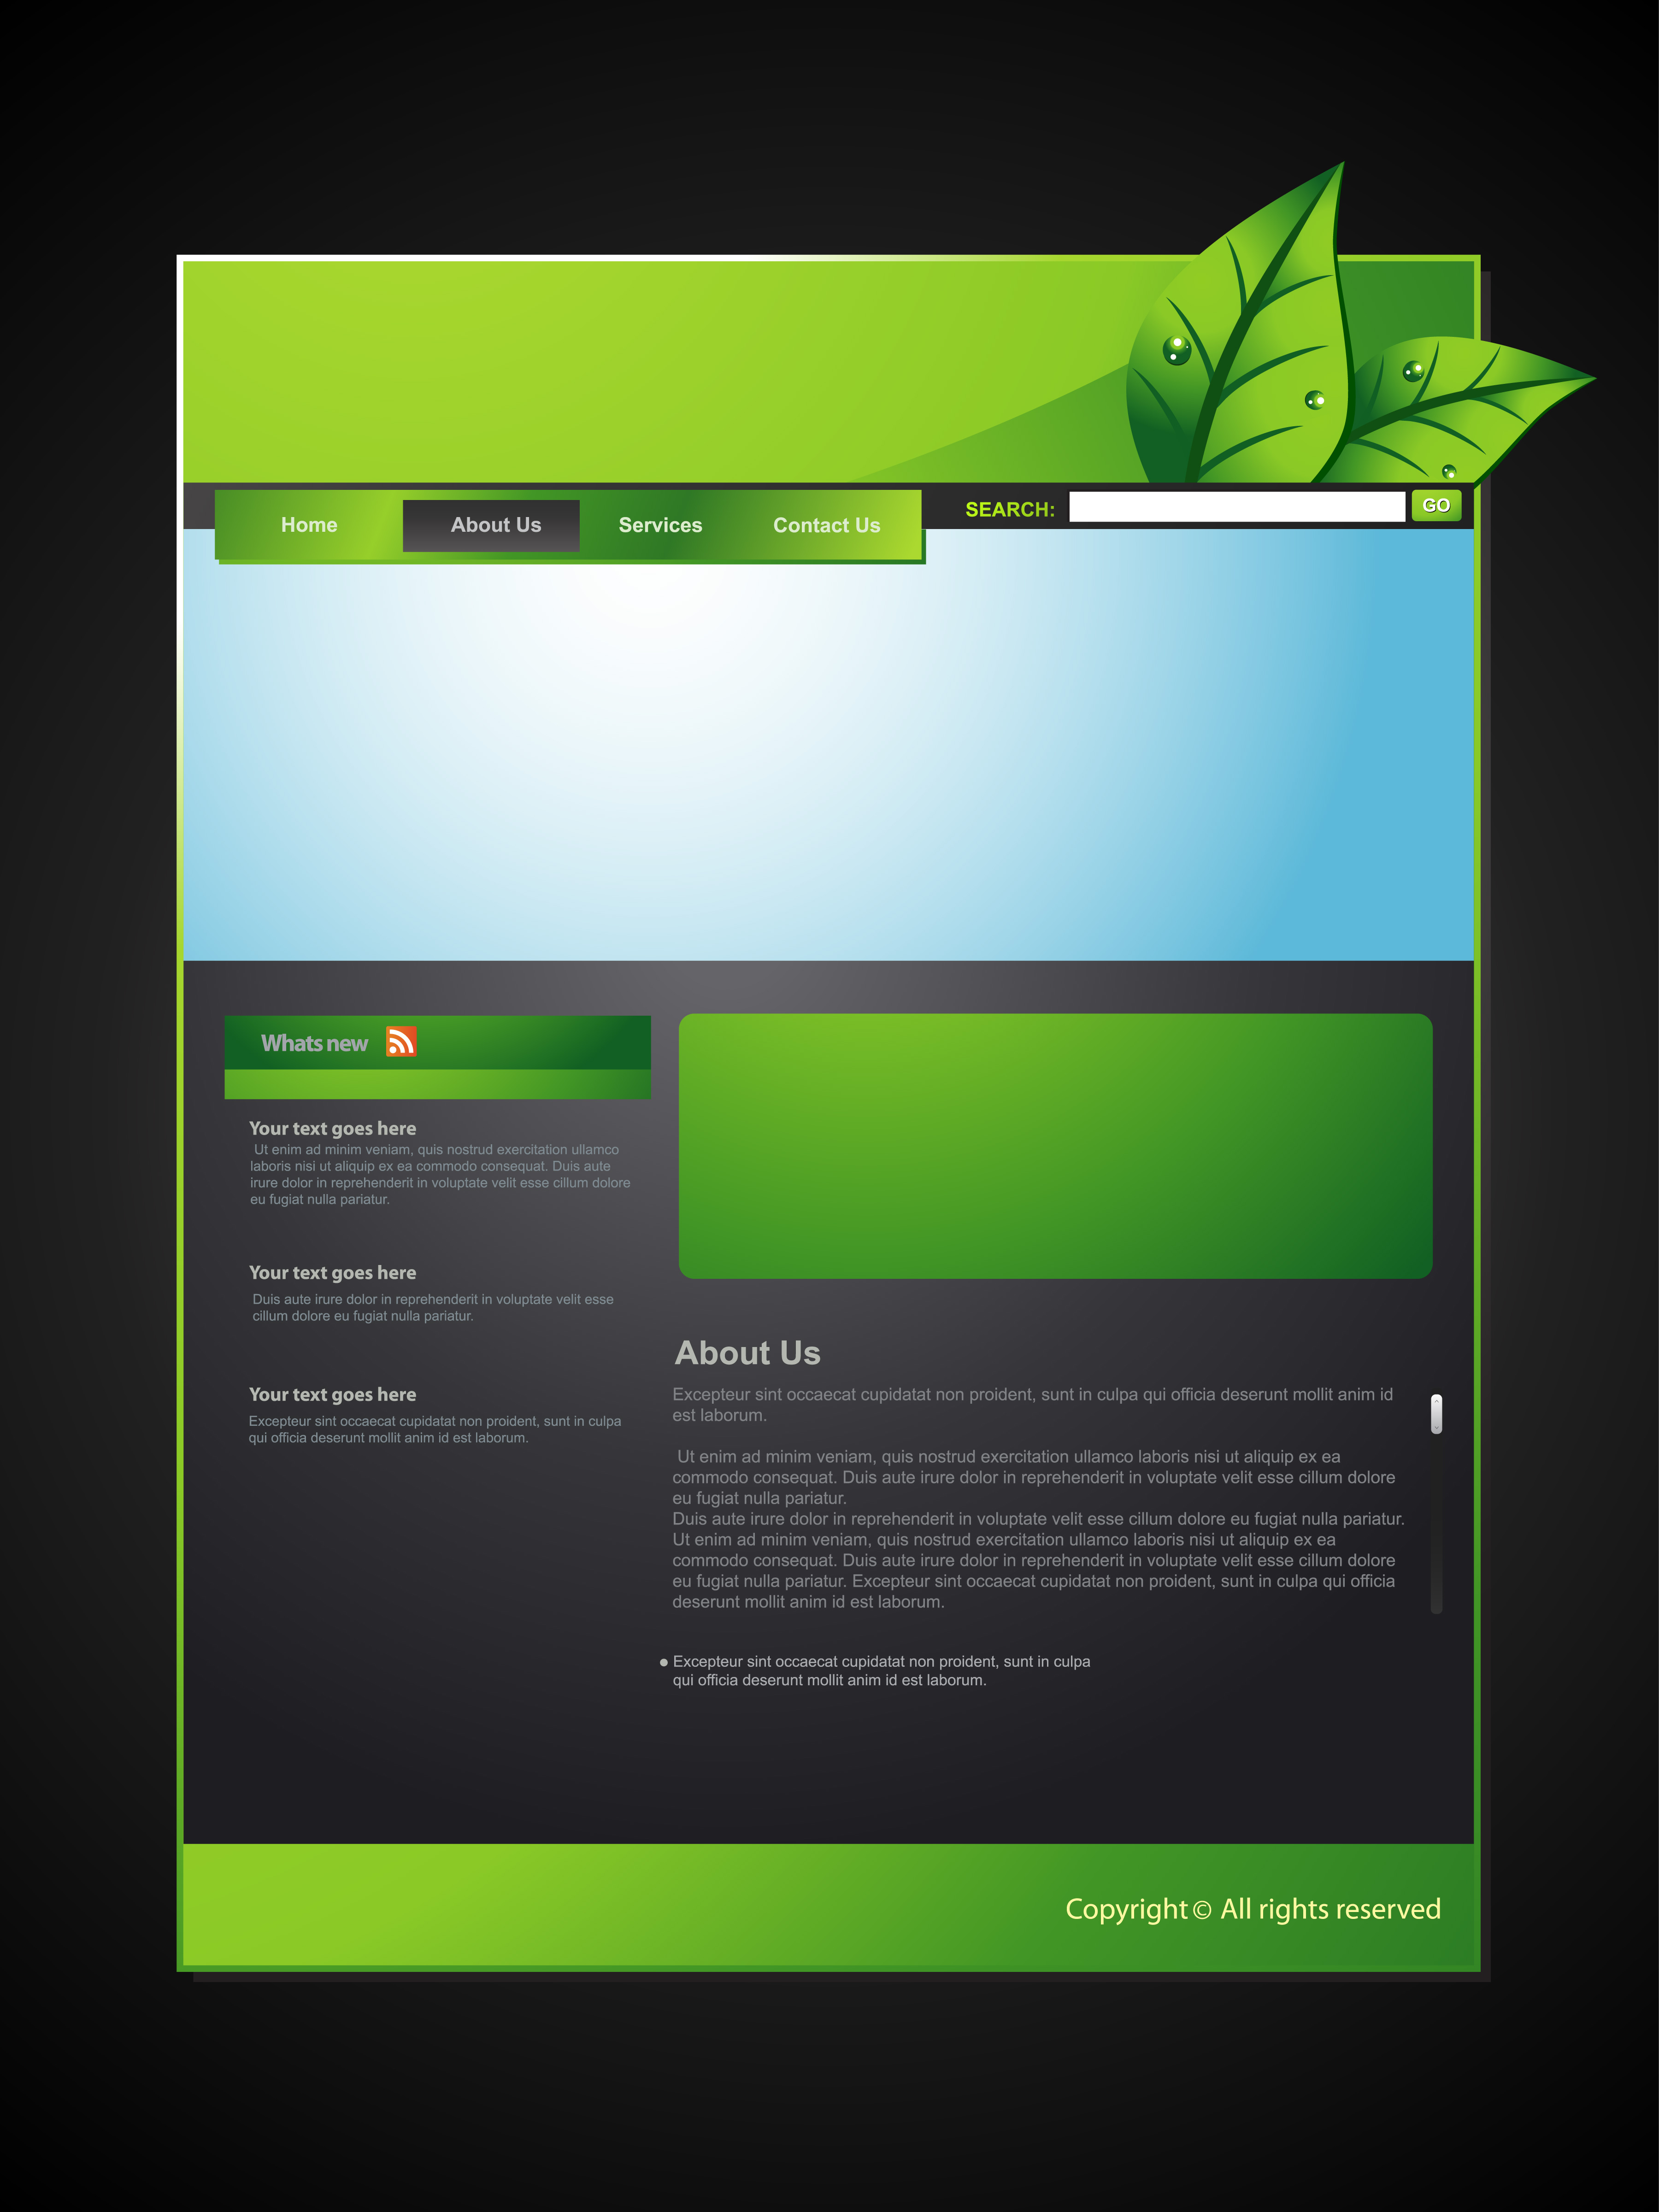 Home About Us Services Contact Us SEARCH: GO
Whats new
Your text goes here
Ut enim ad minim veniam, quis nostrud exercitation ullamco
laboris nisi ut aliquip ex ea commodo consequat. Duis aute
irure dolor in reprehenderit in voluptate velit esse cillum dolore
eu fugiat nulla pariatur.
Your text goes here
Duis aute irure dolor in reprehenderit in voluptate velit esse
cillum dolore eu fugiat nulla pariatur.
Your text goes here
Excepteur sint occaecat cupidatat non proident, sunt in culpa
qui officia deserunt mollit anim id est laborum.
About Us
Excepteur sint occaecat cupidatat non proident, sunt in culpa qui officia deserunt mollit anim id
est laborum.
Ut enim ad minim veniam, quis nostrud exercitation ullamco laboris nisi ut aliquip ex ea
commodo consequat. Duis aute irure dolor in reprehenderit in voluptate velit esse cillum dolore
eu fugiat nulla pariatur.
Duis aute irure dolor in reprehenderit in voluptate velit esse cillum dolore eu fugiat nulla pariatur.
Ut enim ad minim veniam, quis nostrud exercitation ullamco laboris nisi ut aliquip ex ea
commodo consequat. Duis aute irure dolor in reprehenderit in voluptate velit esse cillum dolore
eu fugiat nulla pariatur. Excepteur sint occaecat cupidatat non proident, sunt in culpa qui officia
deserunt mollit anim id est laborum.
● Excepteur sint occaecat cupidatat non proident, sunt in culpa
qui officia deserunt mollit anim id est laborum.
Copyright © All rights reserved